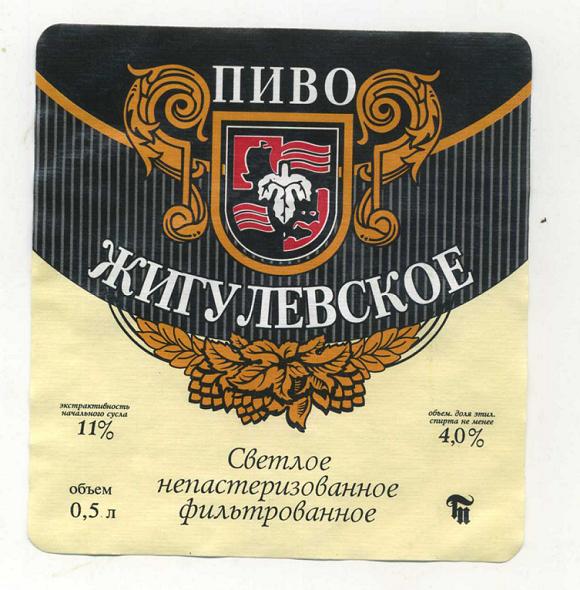 ПИВО
ЖИГУЛЕВСКОЕ
экстрактивность
начального сусла
11%
объем. доля этил.
спирта не менее
4,0%
Светлое
непастеризованное
фильтрованное
объем
0,5 л